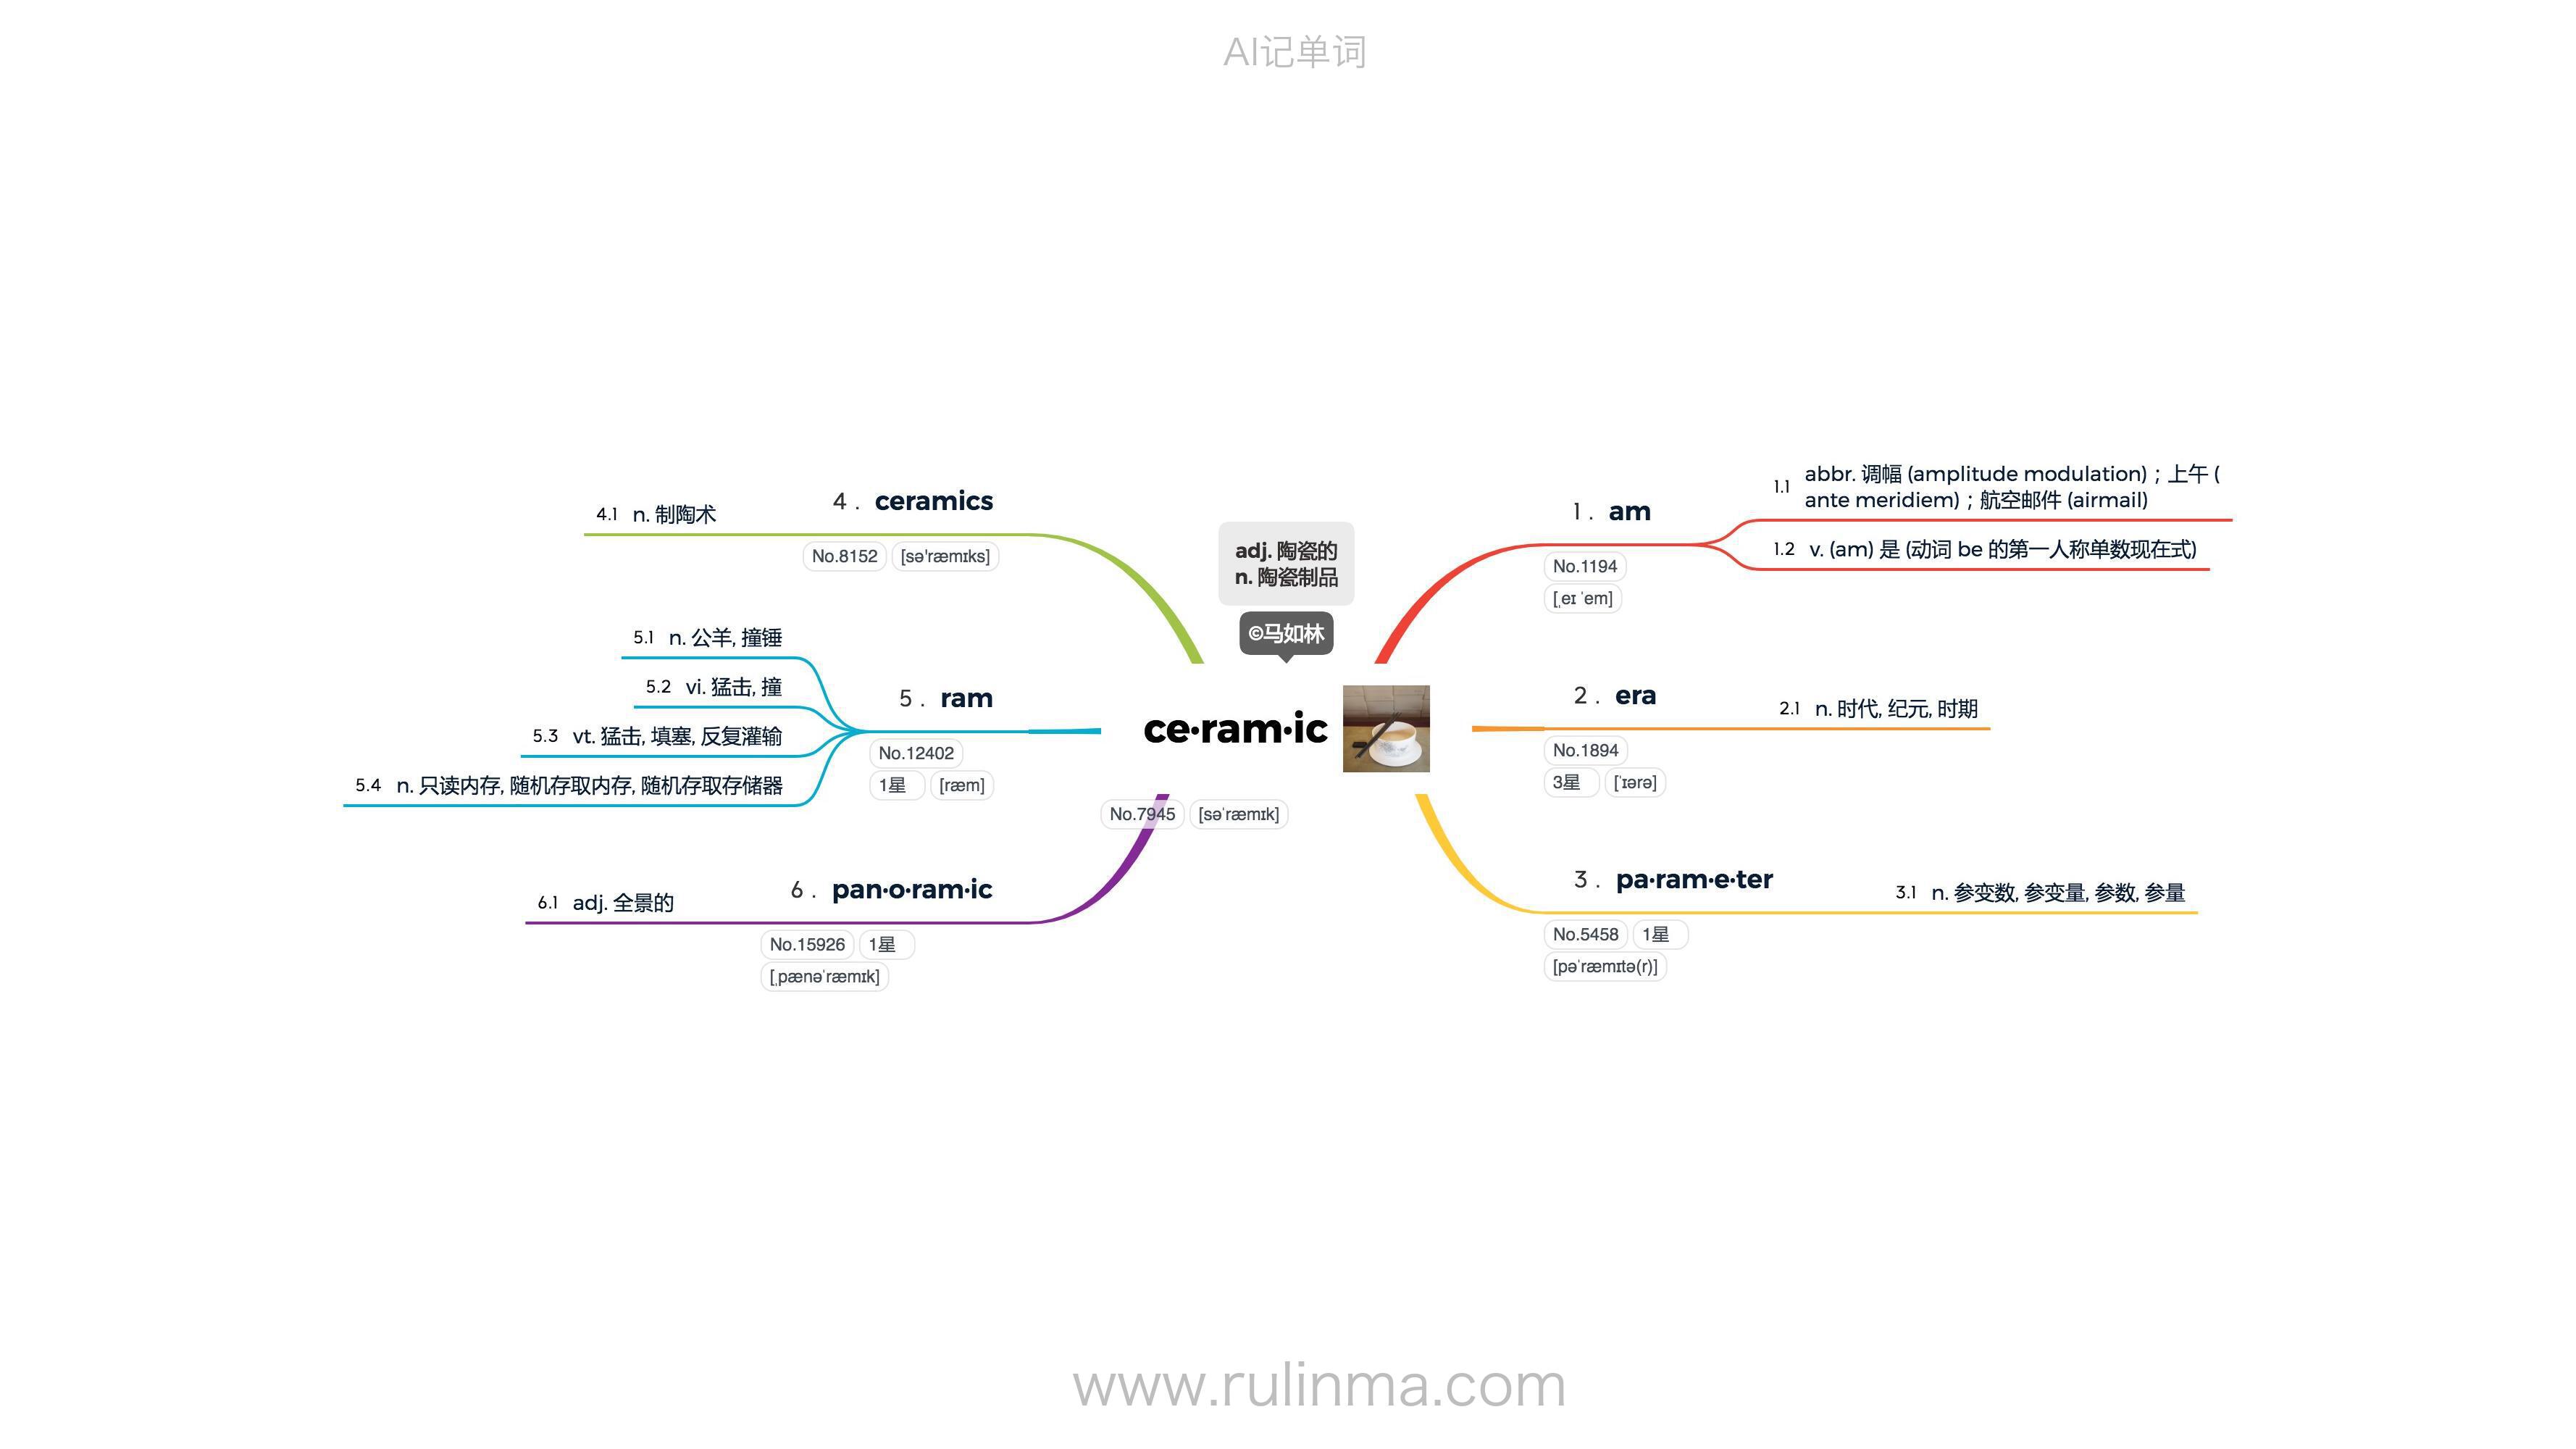 AI记单词
adj. 陶瓷的
n. 陶瓷制品
©马如林
ce·ram·ic
No.7945 [səˈræmɪk]
1. am
No.1194
[ˌeɪ ˈem]
1.1 abbr. 调幅 (amplitude modulation)；上午 (
ante meridiem)；航空邮件 (airmail)
1.2 v. (am) 是 (动词 be 的第一人称单数现在式)
2. era
No.1894
3星 [ˈɪərə]
2.1 n. 时代, 纪元, 时期
3. pa·ram·e·ter
No.5458 1星
[pəˈræmɪtə(r)]
3.1 n. 参变数, 参变量, 参数, 参量
4. ceramics
No.8152 [sə'ræmɪks]
4.1 n. 制陶术
5. ram
No.12402
1星 [ræm]
5.1 n. 公羊, 撞锤
5.2 vi. 猛击, 撞
5.3 vt. 猛击, 填塞, 反复灌输
5.4 n. 只读内存, 随机存取内存, 随机存取存储器
6. pan·o·ram·ic
No.15926 1星
[ˌpænəˈræmɪk]
6.1 adj. 全景的
www.rulinma.com